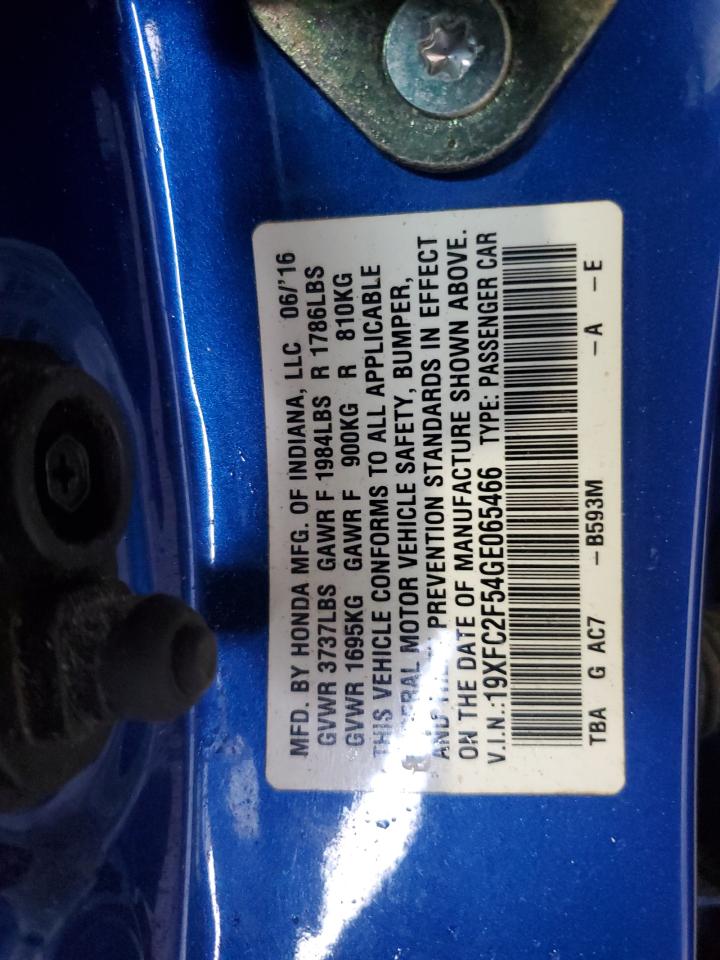 MFD. BY HONDA MFG. OF INDIANA, LLC 06/'16
GVWR 3737LBS GAWR F 1984LBS R 1786LBS
GVWR 1695KG GAWR F 900KG R 810KG
THIS VEHICLE CONFORMS TO ALL APPLICABLE
MOTOR VEHICLE SAFETY, BUMPER,
AND PREVENTION STANDARDS IN EFFECT
ON THE DATE OF MANUFACTURE SHOWN ABOVE.
V.I.N.:19XFC2F54GE065466 TYPE: PASSENGER CAR
TBA G AC7 –B593M –A –E